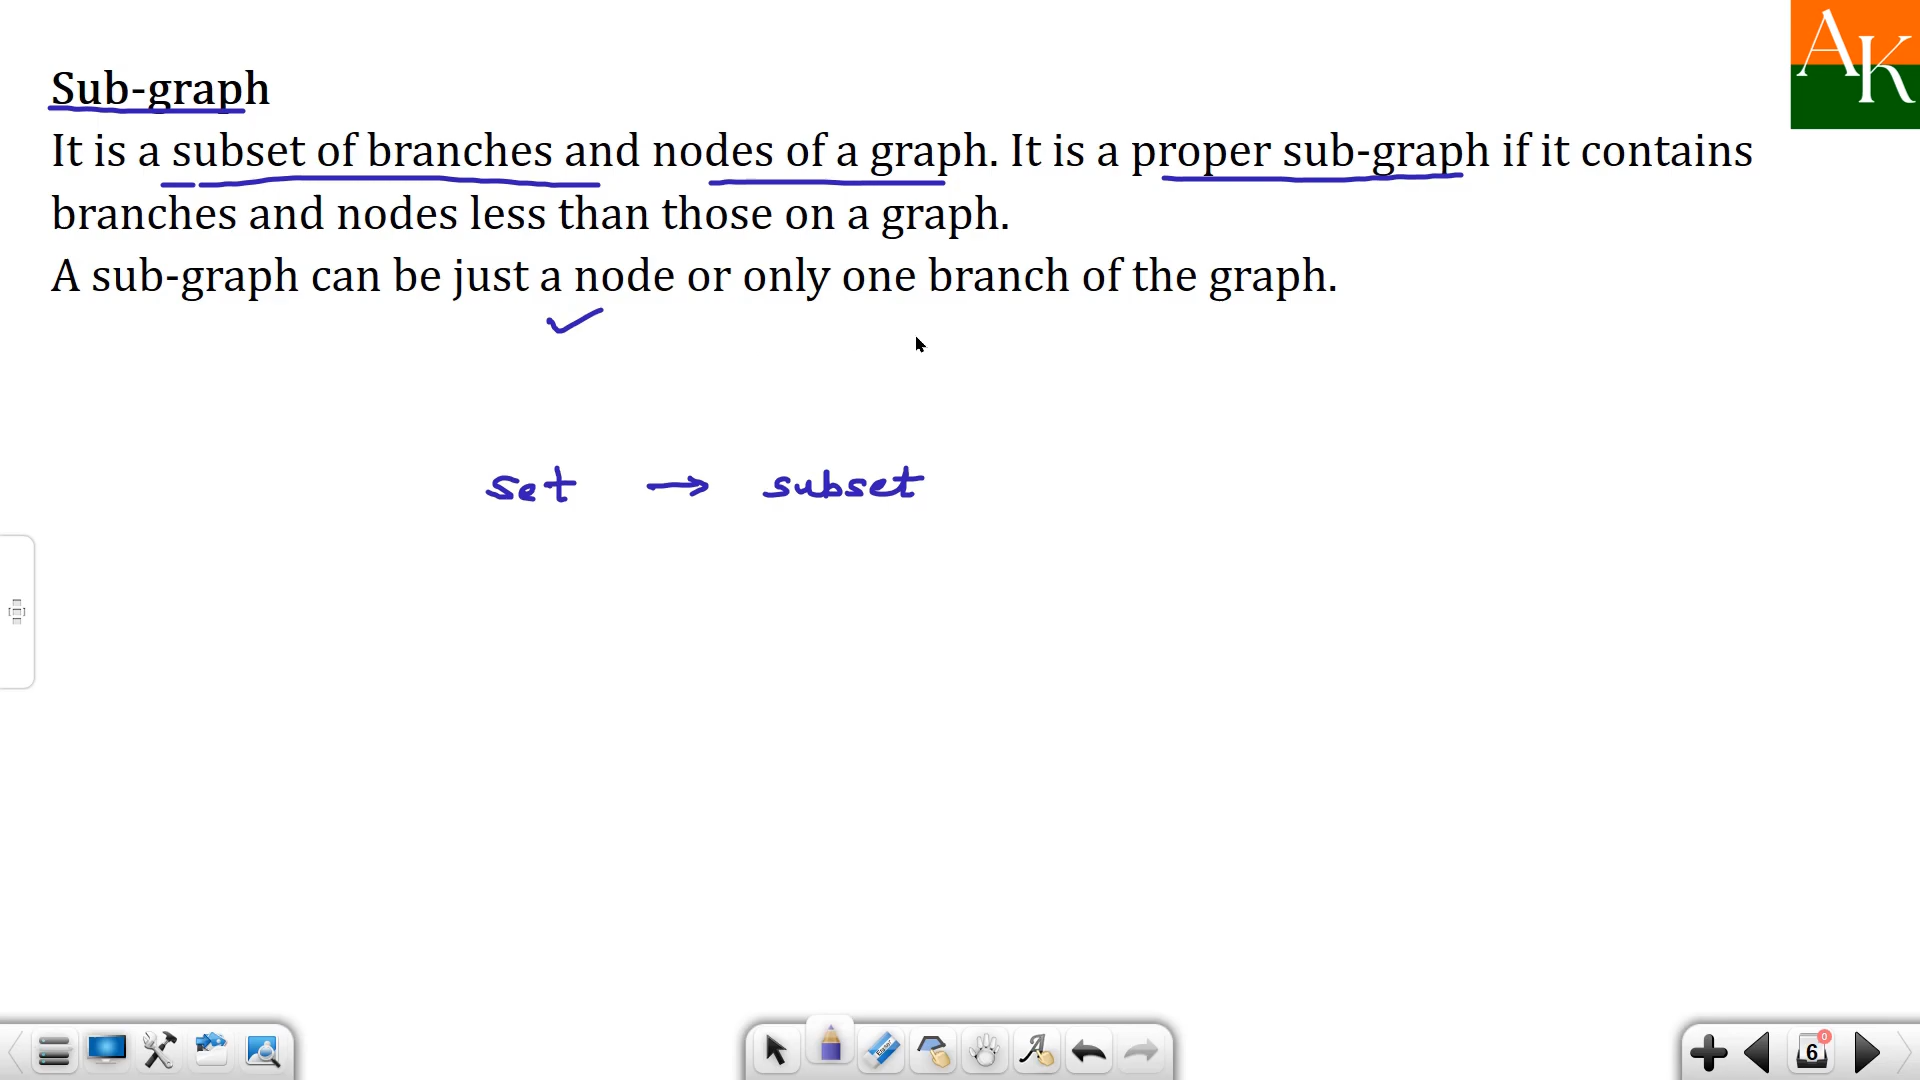 AK
Sub-graph
It is a subset of branches and nodes of a graph. It is a proper sub-graph if it contains
branches and nodes less than those on a graph.
A sub-graph can be just a node or only one branch of the graph.
set → subset
Eraser
A
6
0